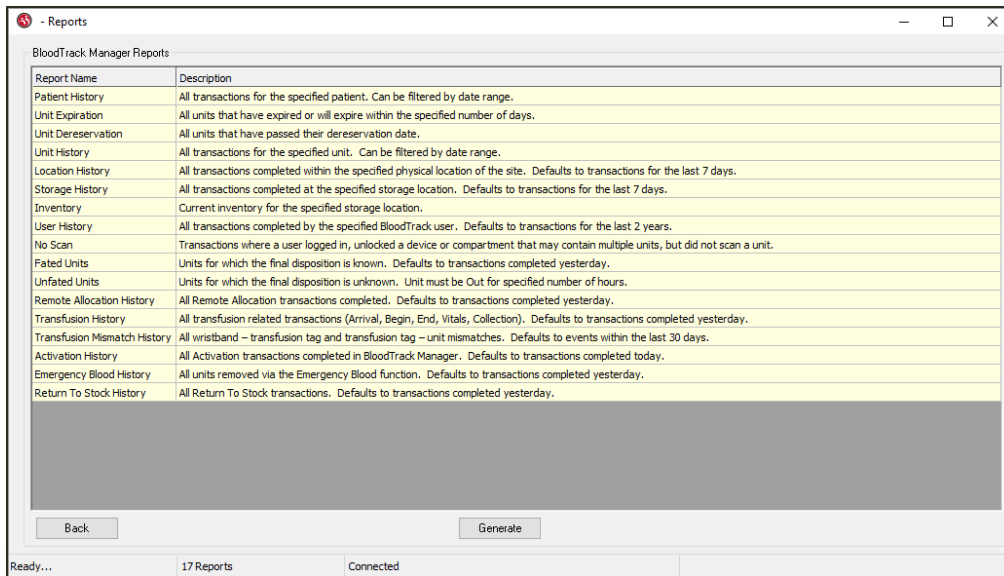 - Reports
BloodTrack Manager Reports
Report Name Description
Patient History All transactions for the specified patient. Can be filtered by date range.
Unit Expiration All units that have expired or will expire within the specified number of days.
Unit Dereservation All units that have passed their dereservation date.
Unit History All transactions for the specified unit. Can be filtered by date range.
Location History All transactions completed within the specified physical location of the site. Defaults to transactions for the last 7 days.
Storage History All transactions completed at the specified storage location. Defaults to transactions for the last 7 days.
Inventory Current inventory for the specified storage location.
User History All transactions completed by the specified BloodTrack user. Defaults to transactions for the last 2 years.
No Scan Transactions where a user logged in, unlocked a device or compartment that may contain multiple units, but did not scan a unit.
Fated Units Units for which the final disposition is known. Defaults to transactions completed yesterday.
Unfated Units Units for which the final disposition is unknown. Unit must be Out for specified number of hours.
Remote Allocation History All Remote Allocation transactions completed. Defaults to transactions completed yesterday.
Transfusion History All transfusion related transactions (Arrival, Begin, End, Vitals, Collection). Defaults to transactions completed yesterday.
Transfusion Mismatch History All wristband – transfusion tag and transfusion tag – unit mismatches. Defaults to events within the last 30 days.
Activation History All Activation transactions completed in BloodTrack Manager. Defaults to transactions completed today.
Emergency Blood History All units removed via the Emergency Blood function. Defaults to transactions completed yesterday.
Return To Stock History All Return To Stock transactions. Defaults to transactions completed yesterday.
Back Generate
Ready... 17 Reports Connected